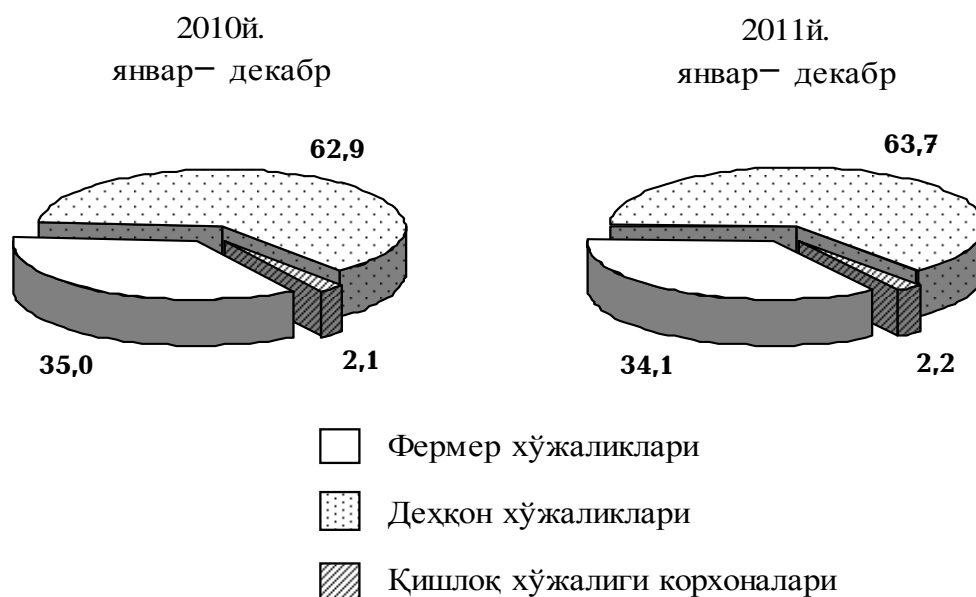 2010й.
январ− декабр
2011й.
январ− декабр
62,9
35,0
2,1
63,7
34,1
2,2
Фермер хўжаликлари
Деҳқон хўжаликлари
Қишлоқ хўжалиги корхоналари